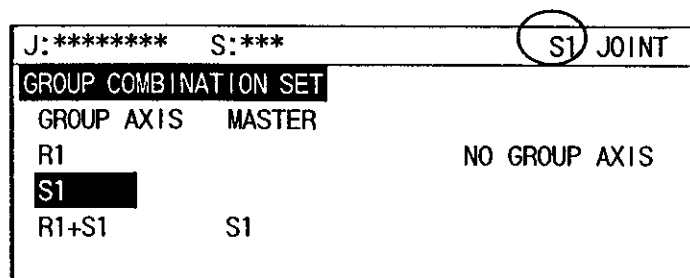 J:******** S:*** S1 JOINT
GROUP COMBINATION SET
GROUP AXIS MASTER
R1 NO GROUP AXIS
S1
R1+S1 S1